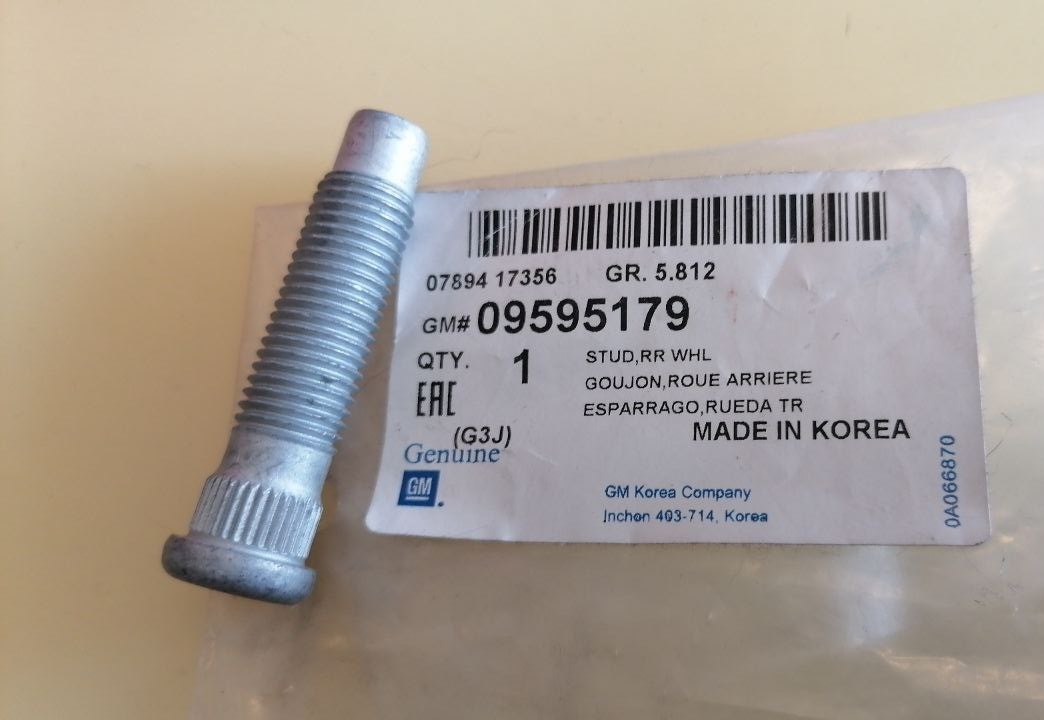 07894 17356 GR. 5.812
GM# 09595179
QTY. 1
STUD,RR WHL
GOUJON,ROUE ARRIERE
ESPARRAGO,RUEDA TR
EAC
(G3J)
MADE IN KOREA
Genuine
GM
GM Korea Company
Inchon 403-714, Korea
0A066870